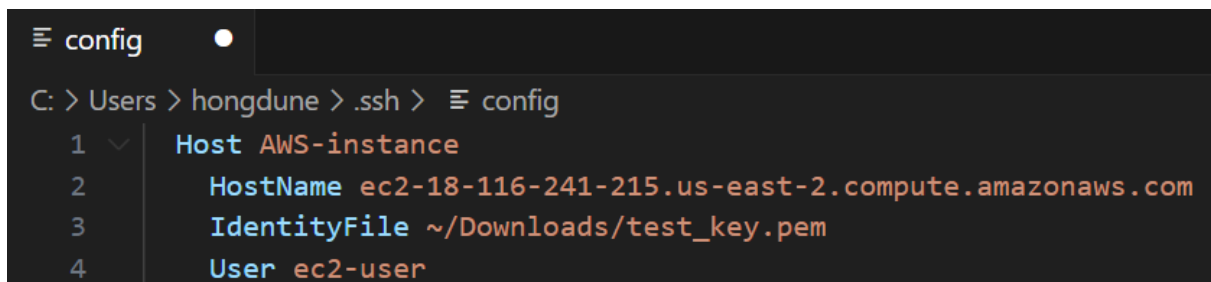 config
C: > Users > hongdune > .ssh > config
1 Host AWS-instance
2 HostName ec2-18-116-241-215.us-east-2.compute.amazonaws.com
3 IdentityFile ~/Downloads/test_key.pem
4 User ec2-user